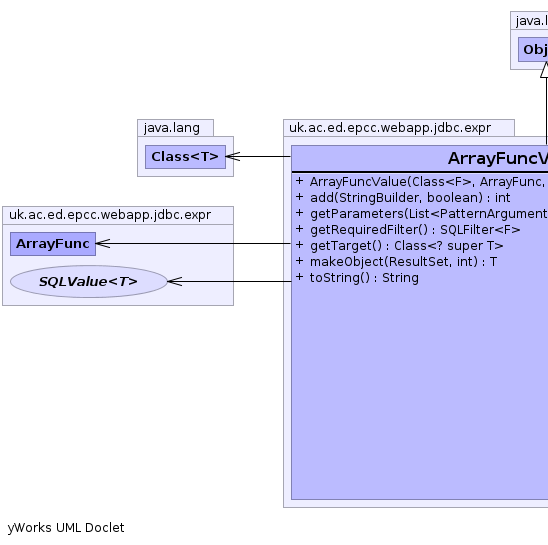 java.l
Obj
java.lang
Class<T>
uk.ac.ed.epcc.webapp.jdbc.expr
ArrayFuncV
+ ArrayFuncValue(Class<F>, ArrayFunc,
+ add(StringBuilder, boolean) : int
+ getParameters(List<PatternArgument
+ getRequiredFilter() : SQLFilter<F>
+ getTarget() : Class<? super T>
+ makeObject(ResultSet, int) : T
+ toString() : String
uk.ac.ed.epcc.webapp.jdbc.expr
ArrayFunc
SQLValue<T>
yWorks UML Doclet